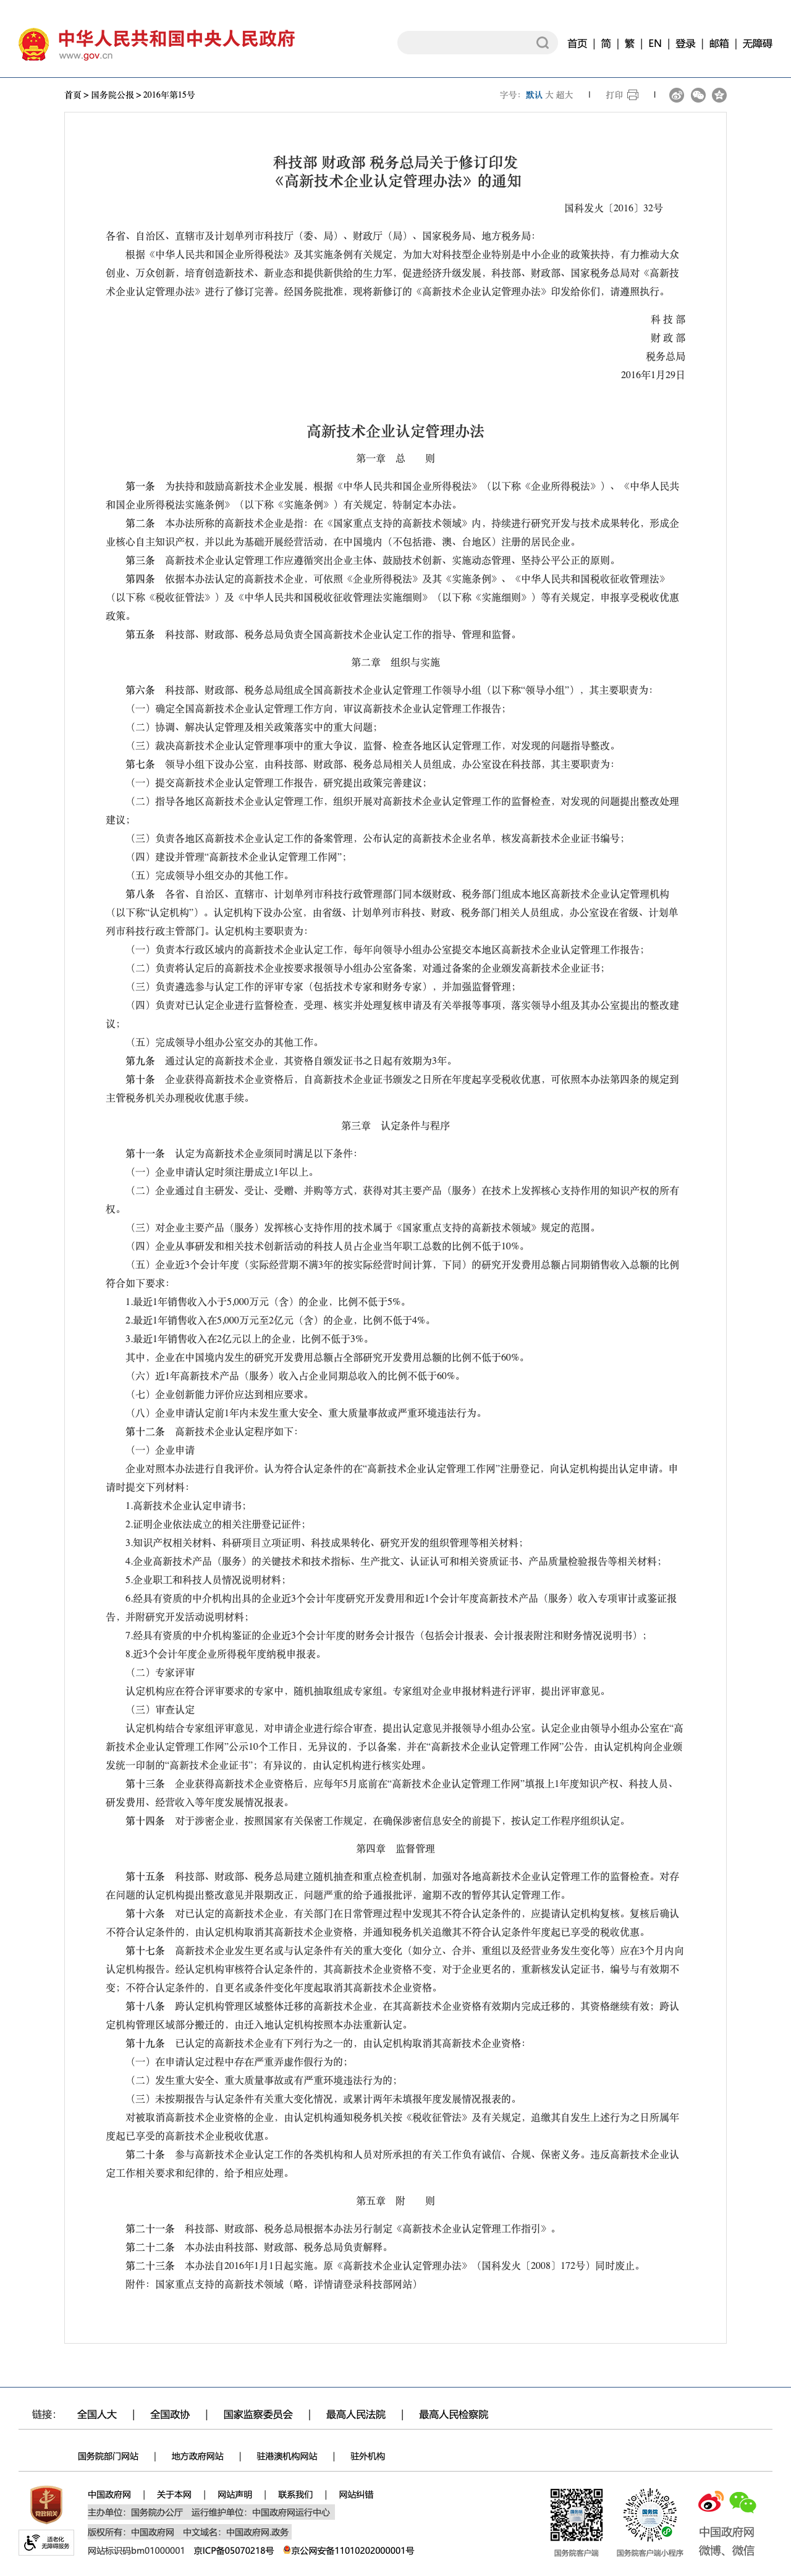 中华人民共和国中央人民政府
www.gov.cn
首页 | 简 | 繁 | EN | 登录 | 邮箱 | 无障碍
首页 > 国务院公报 > 2016年第15号
字号：默认 大 超大 | 打印 |
科技部 财政部 税务总局关于修订印发
《高新技术企业认定管理办法》的通知
国科发火〔2016〕32号
各省、自治区、直辖市及计划单列市科技厅（委、局）、财政厅（局）、国家税务局、地方税务局：
根据《中华人民共和国企业所得税法》及其实施条例有关规定，为加大对科技型企业特别是中小企业的政策扶持，有力推动大众
创业、万众创新，培育创造新技术、新业态和提供新供给的生力军，促进经济升级发展，科技部、财政部、国家税务总局对《高新技
术企业认定管理办法》进行了修订完善。经国务院批准，现将新修订的《高新技术企业认定管理办法》印发给你们，请遵照执行。
科 技 部
财 政 部
税务总局
2016年1月29日
高新技术企业认定管理办法
第一章　总　　则
第一条　为扶持和鼓励高新技术企业发展，根据《中华人民共和国企业所得税法》（以下称《企业所得税法》）、《中华人民共
和国企业所得税法实施条例》（以下称《实施条例》）有关规定，特制定本办法。
第二条　本办法所称的高新技术企业是指：在《国家重点支持的高新技术领域》内，持续进行研究开发与技术成果转化，形成企
业核心自主知识产权，并以此为基础开展经营活动，在中国境内（不包括港、澳、台地区）注册的居民企业。
第三条　高新技术企业认定管理工作应遵循突出企业主体、鼓励技术创新、实施动态管理、坚持公平公正的原则。
第四条　依据本办法认定的高新技术企业，可依照《企业所得税法》及其《实施条例》、《中华人民共和国税收征收管理法》
（以下称《税收征管法》）及《中华人民共和国税收征收管理法实施细则》（以下称《实施细则》）等有关规定，申报享受税收优惠
政策。
第五条　科技部、财政部、税务总局负责全国高新技术企业认定工作的指导、管理和监督。
第二章　组织与实施
第六条　科技部、财政部、税务总局组成全国高新技术企业认定管理工作领导小组（以下称“领导小组”），其主要职责为：
（一）确定全国高新技术企业认定管理工作方向，审议高新技术企业认定管理工作报告；
（二）协调、解决认定管理及相关政策落实中的重大问题；
（三）裁决高新技术企业认定管理事项中的重大争议，监督、检查各地区认定管理工作，对发现的问题指导整改。
第七条　领导小组下设办公室，由科技部、财政部、税务总局相关人员组成，办公室设在科技部，其主要职责为：
（一）提交高新技术企业认定管理工作报告，研究提出政策完善建议；
（二）指导各地区高新技术企业认定管理工作，组织开展对高新技术企业认定管理工作的监督检查，对发现的问题提出整改处理
建议；
（三）负责各地区高新技术企业认定工作的备案管理，公布认定的高新技术企业名单，核发高新技术企业证书编号；
（四）建设并管理“高新技术企业认定管理工作网”；
（五）完成领导小组交办的其他工作。
第八条　各省、自治区、直辖市、计划单列市科技行政管理部门同本级财政、税务部门组成本地区高新技术企业认定管理机构
（以下称“认定机构”）。认定机构下设办公室，由省级、计划单列市科技、财政、税务部门相关人员组成，办公室设在省级、计划单
列市科技行政主管部门。认定机构主要职责为：
（一）负责本行政区域内的高新技术企业认定工作，每年向领导小组办公室提交本地区高新技术企业认定管理工作报告；
（二）负责将认定后的高新技术企业按要求报领导小组办公室备案，对通过备案的企业颁发高新技术企业证书；
（三）负责遴选参与认定工作的评审专家（包括技术专家和财务专家），并加强监督管理；
（四）负责对已认定企业进行监督检查，受理、核实并处理复核申请及有关举报等事项，落实领导小组及其办公室提出的整改建
议；
（五）完成领导小组办公室交办的其他工作。
第九条　通过认定的高新技术企业，其资格自颁发证书之日起有效期为3年。
第十条　企业获得高新技术企业资格后，自高新技术企业证书颁发之日所在年度起享受税收优惠，可依照本办法第四条的规定到
主管税务机关办理税收优惠手续。
第三章　认定条件与程序
第十一条　认定为高新技术企业须同时满足以下条件：
（一）企业申请认定时须注册成立1年以上。
（二）企业通过自主研发、受让、受赠、并购等方式，获得对其主要产品（服务）在技术上发挥核心支持作用的知识产权的所有
权。
（三）对企业主要产品（服务）发挥核心支持作用的技术属于《国家重点支持的高新技术领域》规定的范围。
（四）企业从事研发和相关技术创新活动的科技人员占企业当年职工总数的比例不低于10%。
（五）企业近3个会计年度（实际经营期不满3年的按实际经营时间计算，下同）的研究开发费用总额占同期销售收入总额的比例
符合如下要求：
1.最近1年销售收入小于5,000万元（含）的企业，比例不低于5%。
2.最近1年销售收入在5,000万元至2亿元（含）的企业，比例不低于4%。
3.最近1年销售收入在2亿元以上的企业，比例不低于3%。
其中，企业在中国境内发生的研究开发费用总额占全部研究开发费用总额的比例不低于60%。
（六）近1年高新技术产品（服务）收入占企业同期总收入的比例不低于60%。
（七）企业创新能力评价应达到相应要求。
（八）企业申请认定前1年内未发生重大安全、重大质量事故或严重环境违法行为。
第十二条　高新技术企业认定程序如下：
（一）企业申请
企业对照本办法进行自我评价。认为符合认定条件的在“高新技术企业认定管理工作网”注册登记，向认定机构提出认定申请。申
请时提交下列材料：
1.高新技术企业认定申请书；
2.证明企业依法成立的相关注册登记证件；
3.知识产权相关材料、科研项目立项证明、科技成果转化、研究开发的组织管理等相关材料；
4.企业高新技术产品（服务）的关键技术和技术指标、生产批文、认证认可和相关资质证书、产品质量检验报告等相关材料；
5.企业职工和科技人员情况说明材料；
6.经具有资质的中介机构出具的企业近3个会计年度研究开发费用和近1个会计年度高新技术产品（服务）收入专项审计或鉴证报
告，并附研究开发活动说明材料；
7.经具有资质的中介机构鉴证的企业近3个会计年度的财务会计报告（包括会计报表、会计报表附注和财务情况说明书）；
8.近3个会计年度企业所得税年度纳税申报表。
（二）专家评审
认定机构应在符合评审要求的专家中，随机抽取组成专家组。专家组对企业申报材料进行评审，提出评审意见。
（三）审查认定
认定机构结合专家组评审意见，对申请企业进行综合审查，提出认定意见并报领导小组办公室。认定企业由领导小组办公室在“高
新技术企业认定管理工作网”公示10个工作日，无异议的，予以备案，并在“高新技术企业认定管理工作网”公告，由认定机构向企业颁
发统一印制的“高新技术企业证书”；有异议的，由认定机构进行核实处理。
第十三条　企业获得高新技术企业资格后，应每年5月底前在“高新技术企业认定管理工作网”填报上1年度知识产权、科技人员、
研发费用、经营收入等年度发展情况报表。
第十四条　对于涉密企业，按照国家有关保密工作规定，在确保涉密信息安全的前提下，按认定工作程序组织认定。
第四章　监督管理
第十五条　科技部、财政部、税务总局建立随机抽查和重点检查机制，加强对各地高新技术企业认定管理工作的监督检查。对存
在问题的认定机构提出整改意见并限期改正，问题严重的给予通报批评，逾期不改的暂停其认定管理工作。
第十六条　对已认定的高新技术企业，有关部门在日常管理过程中发现其不符合认定条件的，应提请认定机构复核。复核后确认
不符合认定条件的，由认定机构取消其高新技术企业资格，并通知税务机关追缴其不符合认定条件年度起已享受的税收优惠。
第十七条　高新技术企业发生更名或与认定条件有关的重大变化（如分立、合并、重组以及经营业务发生变化等）应在3个月内向
认定机构报告。经认定机构审核符合认定条件的，其高新技术企业资格不变，对于企业更名的，重新核发认定证书，编号与有效期不
变；不符合认定条件的，自更名或条件变化年度起取消其高新技术企业资格。
第十八条　跨认定机构管理区域整体迁移的高新技术企业，在其高新技术企业资格有效期内完成迁移的，其资格继续有效；跨认
定机构管理区域部分搬迁的，由迁入地认定机构按照本办法重新认定。
第十九条　已认定的高新技术企业有下列行为之一的，由认定机构取消其高新技术企业资格：
（一）在申请认定过程中存在严重弄虚作假行为的；
（二）发生重大安全、重大质量事故或有严重环境违法行为的；
（三）未按期报告与认定条件有关重大变化情况，或累计两年未填报年度发展情况报表的。
对被取消高新技术企业资格的企业，由认定机构通知税务机关按《税收征管法》及有关规定，追缴其自发生上述行为之日所属年
度起已享受的高新技术企业税收优惠。
第二十条　参与高新技术企业认定工作的各类机构和人员对所承担的有关工作负有诚信、合规、保密义务。违反高新技术企业认
定工作相关要求和纪律的，给予相应处理。
第五章　附　　则
第二十一条　科技部、财政部、税务总局根据本办法另行制定《高新技术企业认定管理工作指引》。
第二十二条　本办法由科技部、财政部、税务总局负责解释。
第二十三条　本办法自2016年1月1日起实施。原《高新技术企业认定管理办法》（国科发火〔2008〕172号）同时废止。
附件：国家重点支持的高新技术领域（略，详情请登录科技部网站）
链接： 全国人大 | 全国政协 | 国家监察委员会 | 最高人民法院 | 最高人民检察院
国务院部门网站 | 地方政府网站 | 驻港澳机构网站 | 驻外机构
中国政府网 | 关于本网 | 网站声明 | 联系我们 | 网站纠错
主办单位：国务院办公厅　运行维护单位：中国政府网运行中心
版权所有：中国政府网　中文域名：中国政府网.政务
网站标识码bm01000001　京ICP备05070218号　京公网安备11010202000001号
党政机关
适老化
无障碍服务
国务院客户端
国务院客户端小程序
中国政府网
微博、微信